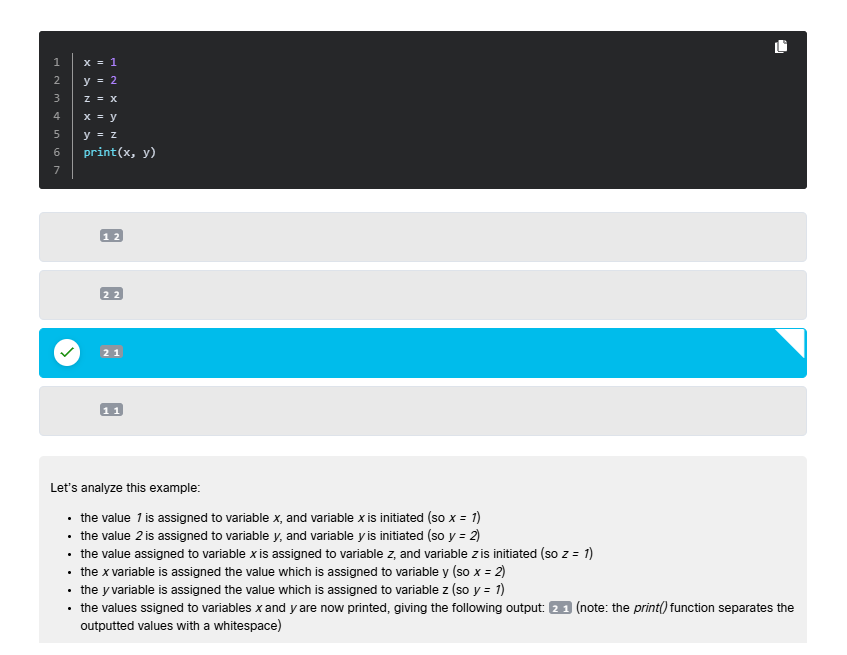 1 x = 1
2 y = 2
3 z = x
4 x = y
5 y = z
6 print(x, y)
7
1 2
2 2
2 1
1 1
Let's analyze this example:
• the value 1 is assigned to variable x, and variable x is initiated (so x = 1)
• the value 2 is assigned to variable y, and variable y is initiated (so y = 2)
• the value assigned to variable x is assigned to variable z, and variable z is initiated (so z = 1)
• the x variable is assigned the value which is assigned to variable y (so x = 2)
• the y variable is assigned the value which is assigned to variable z (so y = 1)
• the values ssigned to variables x and y are now printed, giving the following output: 2 1 (note: the print() function separates the
outputted values with a whitespace)